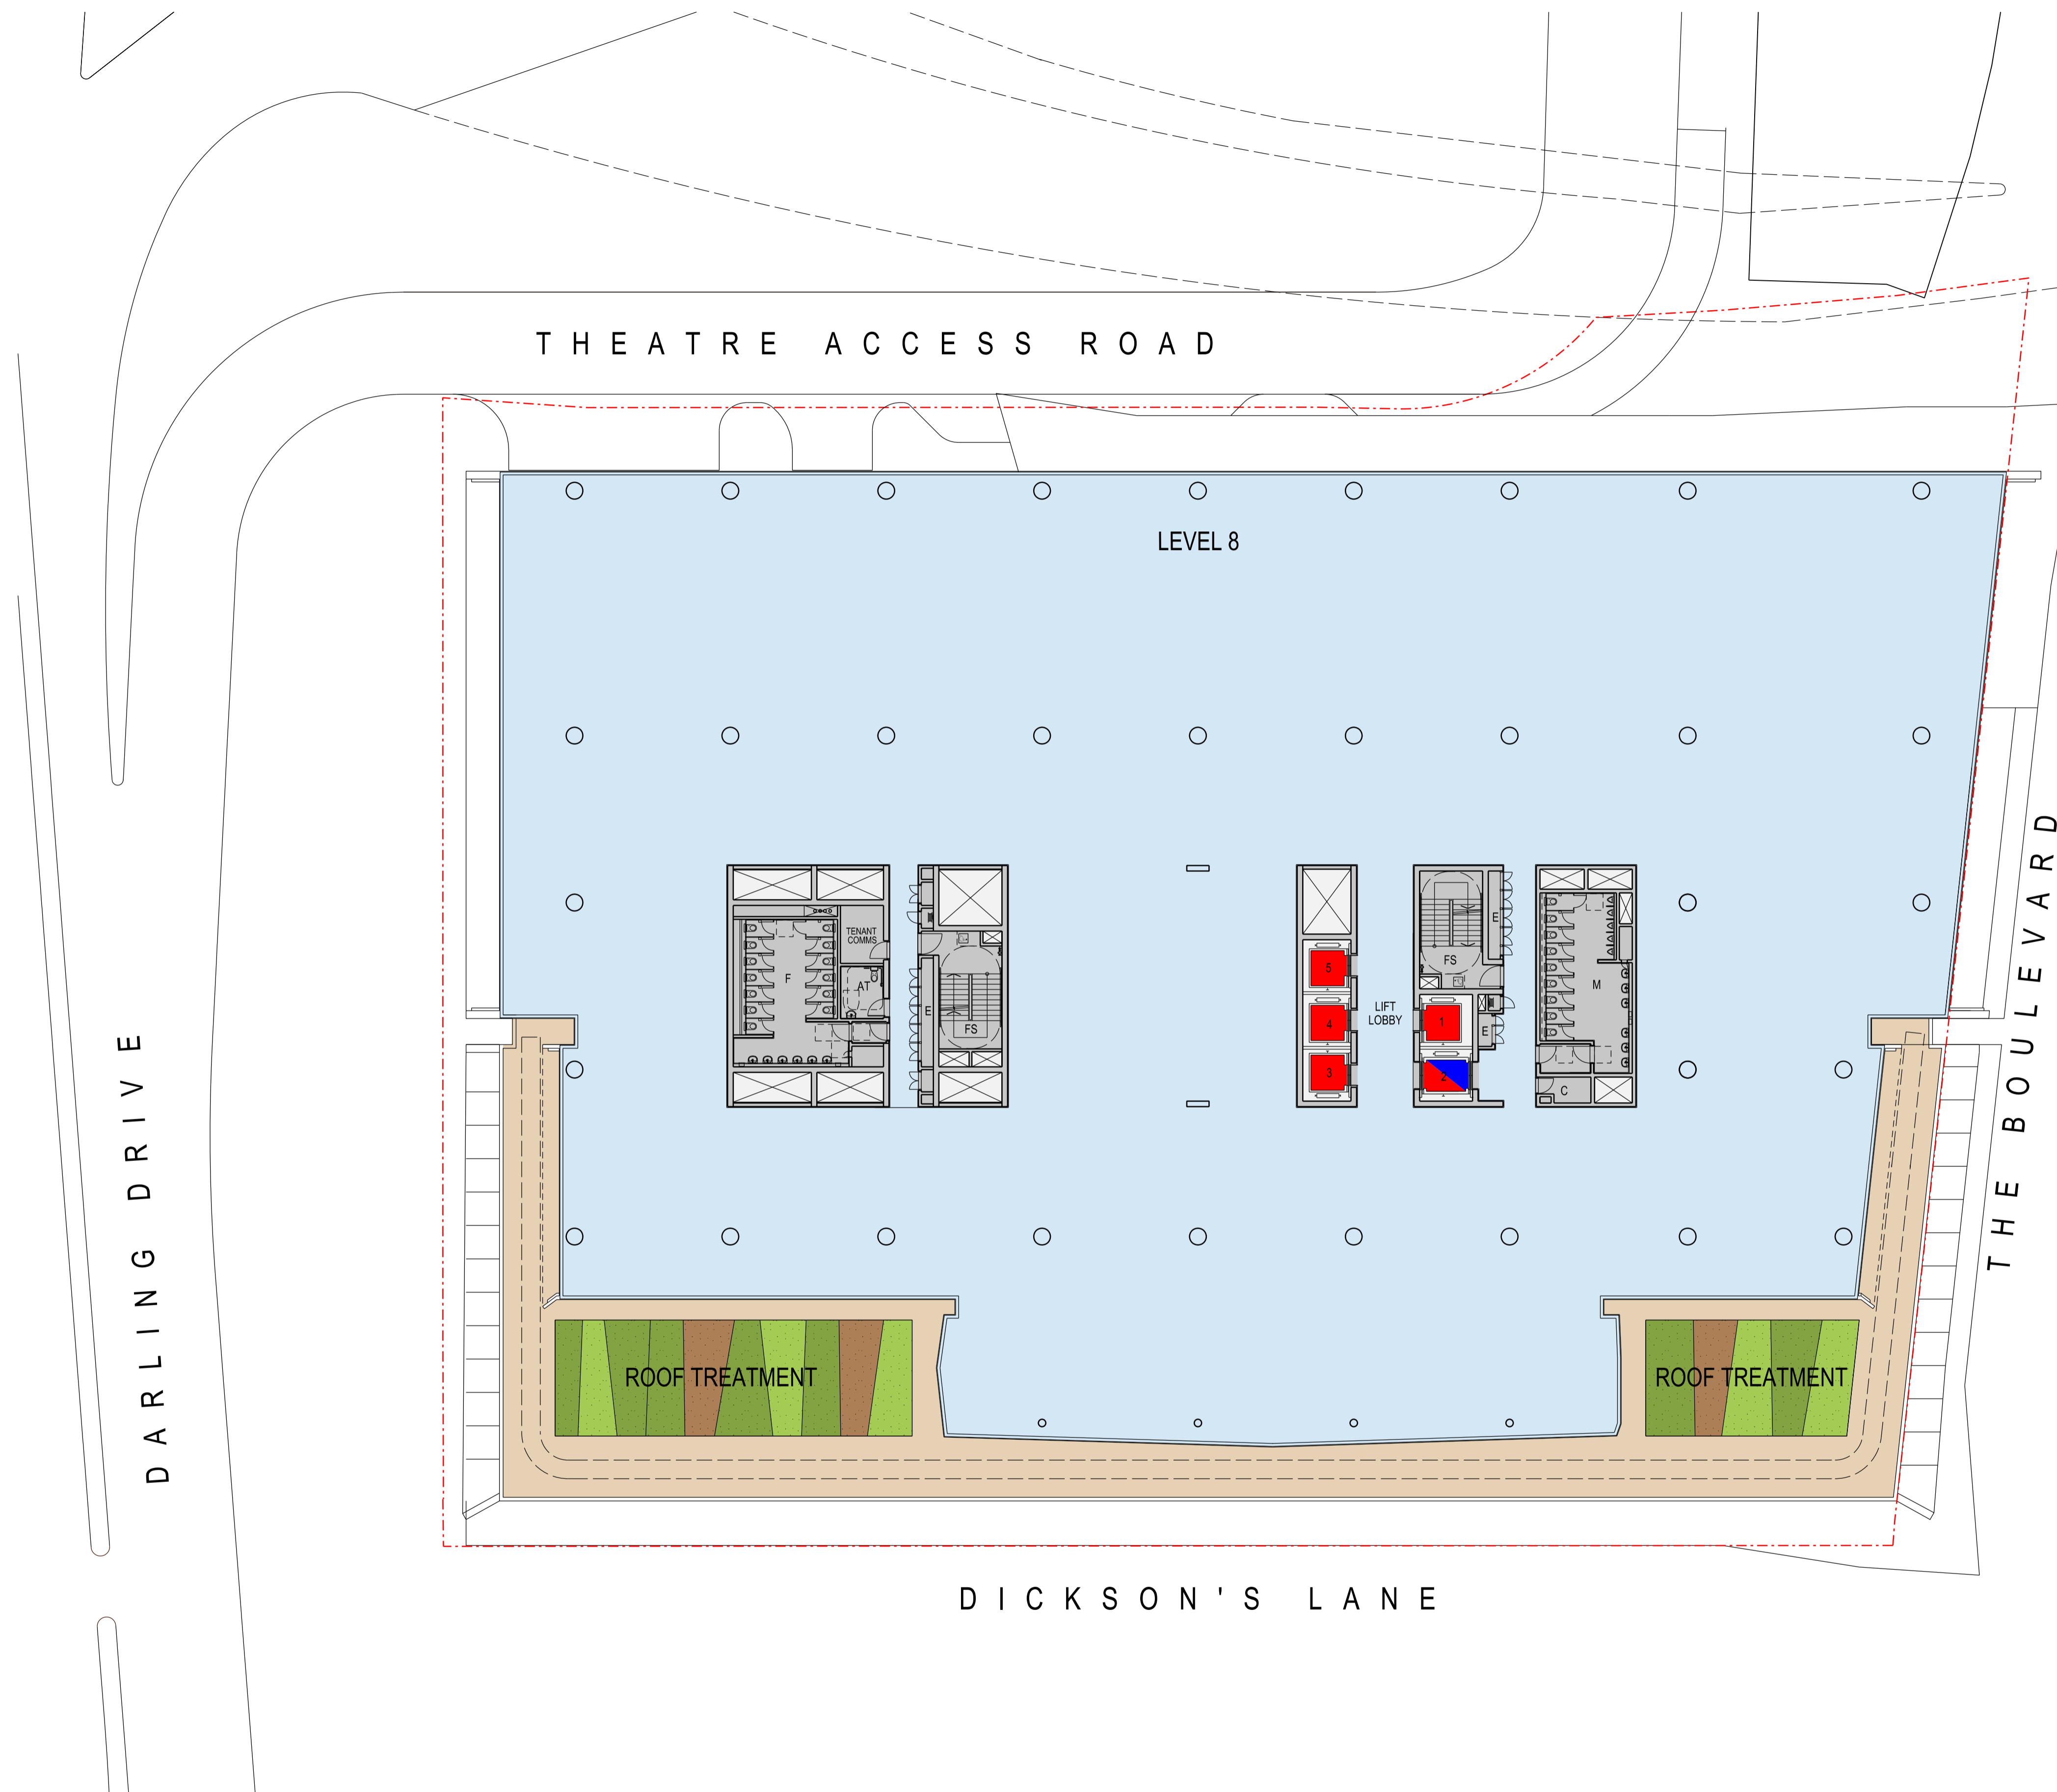 THEATRE ACCESS ROAD
LEVEL 8
TENANT
COMMS
F
AT
E
FS
5
4
3
LIFT
LOBBY
FS
E
1
2
E
M
C
DARLING DRIVE
THE BOULEVARD
ROOF TREATMENT
ROOF TREATMENT
DICKSON'S LANE